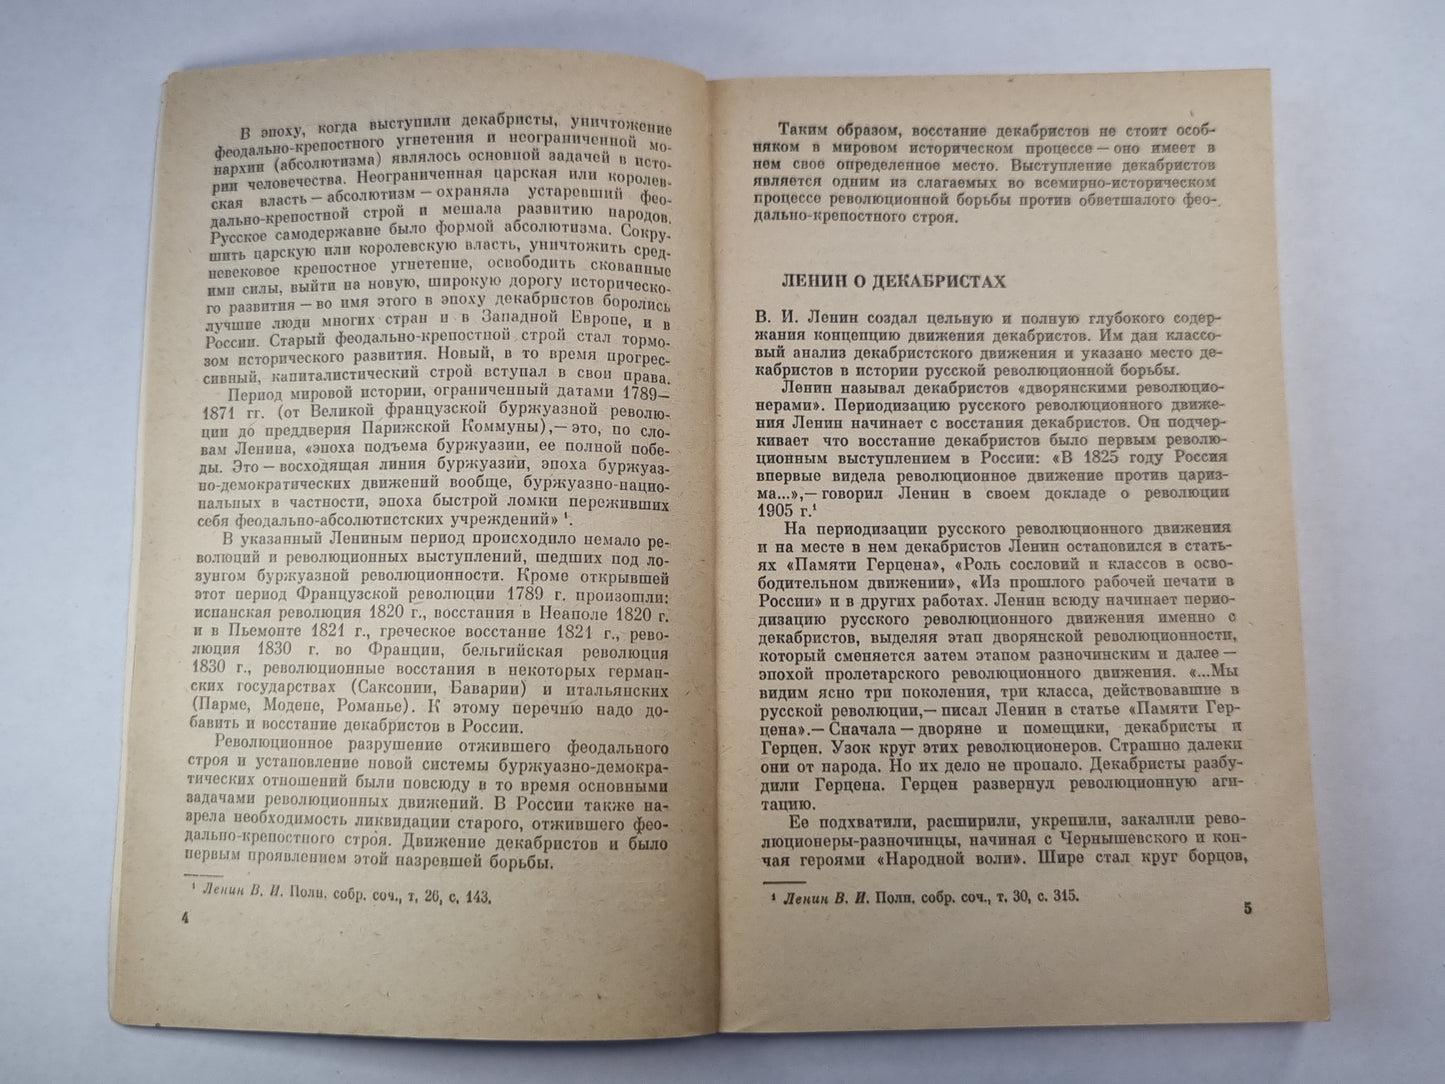 В эпоху, когда выступили декабристы, уничтожение
феодально-крепостного угнетения и неограниченной мо-
нархии (абсолютизма) являлось основной задачей в исто-
рии человечества. Неограниченная царская или королев-
ская власть — абсолютизм — охраняла устаревший фео-
дально-крепостной строй и мешала развитию народов.
Русское самодержавие было формой абсолютизма. Сокру-
шить царскую или королевскую власть, уничтожить сред-
невековое крепостное угнетение, освободить скованные
ими силы, выйти на новую, широкую дорогу историческо-
го развития — во имя этого в эпоху декабристов боролись
лучшие люди многих стран и в Западной Европе, и в
России. Старый феодально-крепостной строй стал тормо-
зом исторического развития. Новый, в то время прогрес-
сивный, капиталистический строй вступал в свои права.
Период мировой истории, ограниченный датами 1789—
1871 гг. (от Великой французской буржуазной револю-
ции до преддверия Парижской Коммуны),— это, по сло-
вам Ленина, «эпоха подъема буржуазии, ее полной побе-
ды. Это — восходящая линия буржуазии, эпоха буржуаз-
но-демократических движений вообще, буржуазно-нацио-
нальных в частности, эпоха быстрой ломки переживших
себя феодально-абсолютистских учреждений» ¹.
В указанный Лениным период происходило немало ре-
волюций и революционных выступлений, шедших под ло-
зунгом буржуазной революционности. Кроме открывшей
этот период Французской революции 1789 г. произошли:
испанская революция 1820 г., восстания в Неаполе 1820 г.
и в Пьемонте 1821 г., греческое восстание 1821 г., рево-
люция 1830 г. во Франции, бельгийская революция
1830 г., революционные восстания в некоторых герман-
ских государствах (Саксонии, Баварии) и итальянских
(Парме, Модене, Романье). К этому перечню надо до-
бавить и восстание декабристов в России.
Революционное разрушение отжившего феодального
строя и установление новой системы буржуазно-демокра-
тических отношений были повсюду в то время основными
задачами революционных движений. В России также на-
зрела необходимость ликвидации старого, отжившего фео-
дально-крепостного строя. Движение декабристов и было
первым проявлением этой назревшей борьбы.
¹ Ленин В. И. Полн. собр. соч., т. 26, с. 143.
4
Таким образом, восстание декабристов не стоит особ-
няком в мировом историческом процессе — оно имеет в
нем свое определенное место. Выступление декабристов
является одним из слагаемых во всемирно-историческом
процессе революционной борьбы против обветшалого фео-
дально-крепостного строя.
ЛЕНИН О ДЕКАБРИСТАХ
В. И. Ленин создал цельную и полную глубокого содер-
жания концепцию движения декабристов. Им дан классо-
вый анализ декабристского движения и указано место де-
кабристов в истории русской революционной борьбы.
Ленин называл декабристов «дворянскими революцио-
нерами». Периодизацию русского революционного движе-
ния Ленин начинает с восстания декабристов. Он подчер-
кивает что восстание декабристов было первым револю-
ционным выступлением в России: «В 1825 году Россия
впервые видела революционное движение против цариз-
ма...»,— говорил Ленин в своем докладе о революции
1905 г.¹
На периодизации русского революционного движения
и на месте в нем декабристов Ленин остановился в стать-
ях «Памяти Герцена», «Роль сословий и классов в осво-
бодительном движении», «Из прошлого рабочей печати в
России» и в других работах. Ленин всюду начинает перио-
дизацию русского революционного движения именно с
декабристов, выделяя этап дворянской революционности,
который сменяется затем этапом разночинским и далее —
эпохой пролетарского революционного движения. «...Мы
видим ясно три поколения, три класса, действовавшие в
русской революции,— писал Ленин в статье «Памяти Гер-
цена».— Сначала — дворяне и помещики, декабристы и
Герцен. Узок круг этих революционеров. Страшно далеки
они от народа. Но их дело не пропало. Декабристы разбу-
дили Герцена. Герцен развернул революционную аги-
тацию.
Ее подхватили, расширили, укрепили, закалили рево-
люционеры-разночинцы, начиная с Чернышевского и кон-
чая героями «Народной воли». Шире стал круг борцов,
¹ Ленин В. И. Полн. собр. соч., т. 30, с. 315.
5